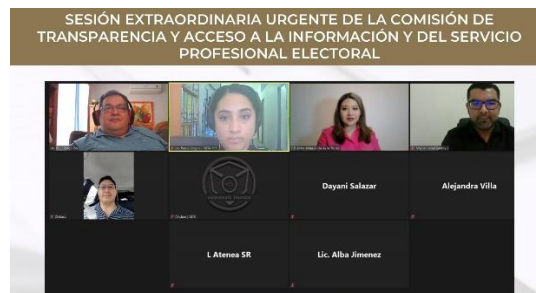 SESIÓN EXTRAORDINARIA URGENTE DE LA COMISIÓN DE
TRANSPARENCIA Y ACCESO A LA INFORMACIÓN Y DEL SERVICIO
PROFESIONAL ELECTORAL
Dayani Salazar
Alejandra Villa
L Atenea SR
Lic. Alba Jimenez